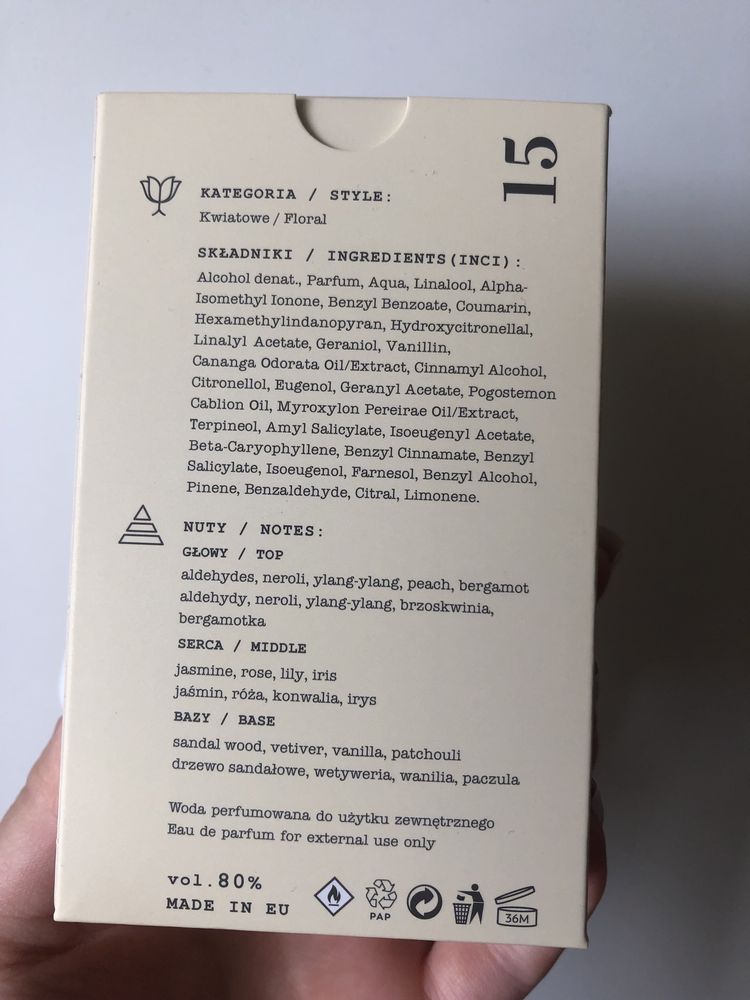 15
KATEGORIA / STYLE:
Kwiatowe / Floral
SKŁADNIKI / INGREDIENTS(INCI):
Alcohol denat., Parfum, Aqua, Linalool, Alpha-
Isomethyl Ionone, Benzyl Benzoate, Coumarin,
Hexamethylindanopyran, Hydroxycitronellal,
Linalyl Acetate, Geraniol, Vanillin,
Cananga Odorata Oil/Extract, Cinnamyl Alcohol,
Citronellol, Eugenol, Geranyl Acetate, Pogostemon
Cablion Oil, Myroxylon Pereirae Oil/Extract,
Terpineol, Amyl Salicylate, Isoeugenyl Acetate,
Beta-Caryophyllene, Benzyl Cinnamate, Benzyl
Salicylate, Isoeugenol, Farnesol, Benzyl Alcohol,
Pinene, Benzaldehyde, Citral, Limonene.
NUTY / NOTES:
GŁOWY / TOP
aldehydes, neroli, ylang-ylang, peach, bergamot
aldehydy, neroli, ylang-ylang, brzoskwinia,
bergamotka
SERCA / MIDDLE
jasmine, rose, lily, iris
jaśmin, róża, konwalia, irys
BAZY / BASE
sandal wood, vetiver, vanilla, patchouli
drzewo sandałowe, wetyweria, wanilia, paczula
Woda perfumowana do użytku zewnętrznego
Eau de parfum for external use only
vol.80%
MADE IN EU
PAP
36M